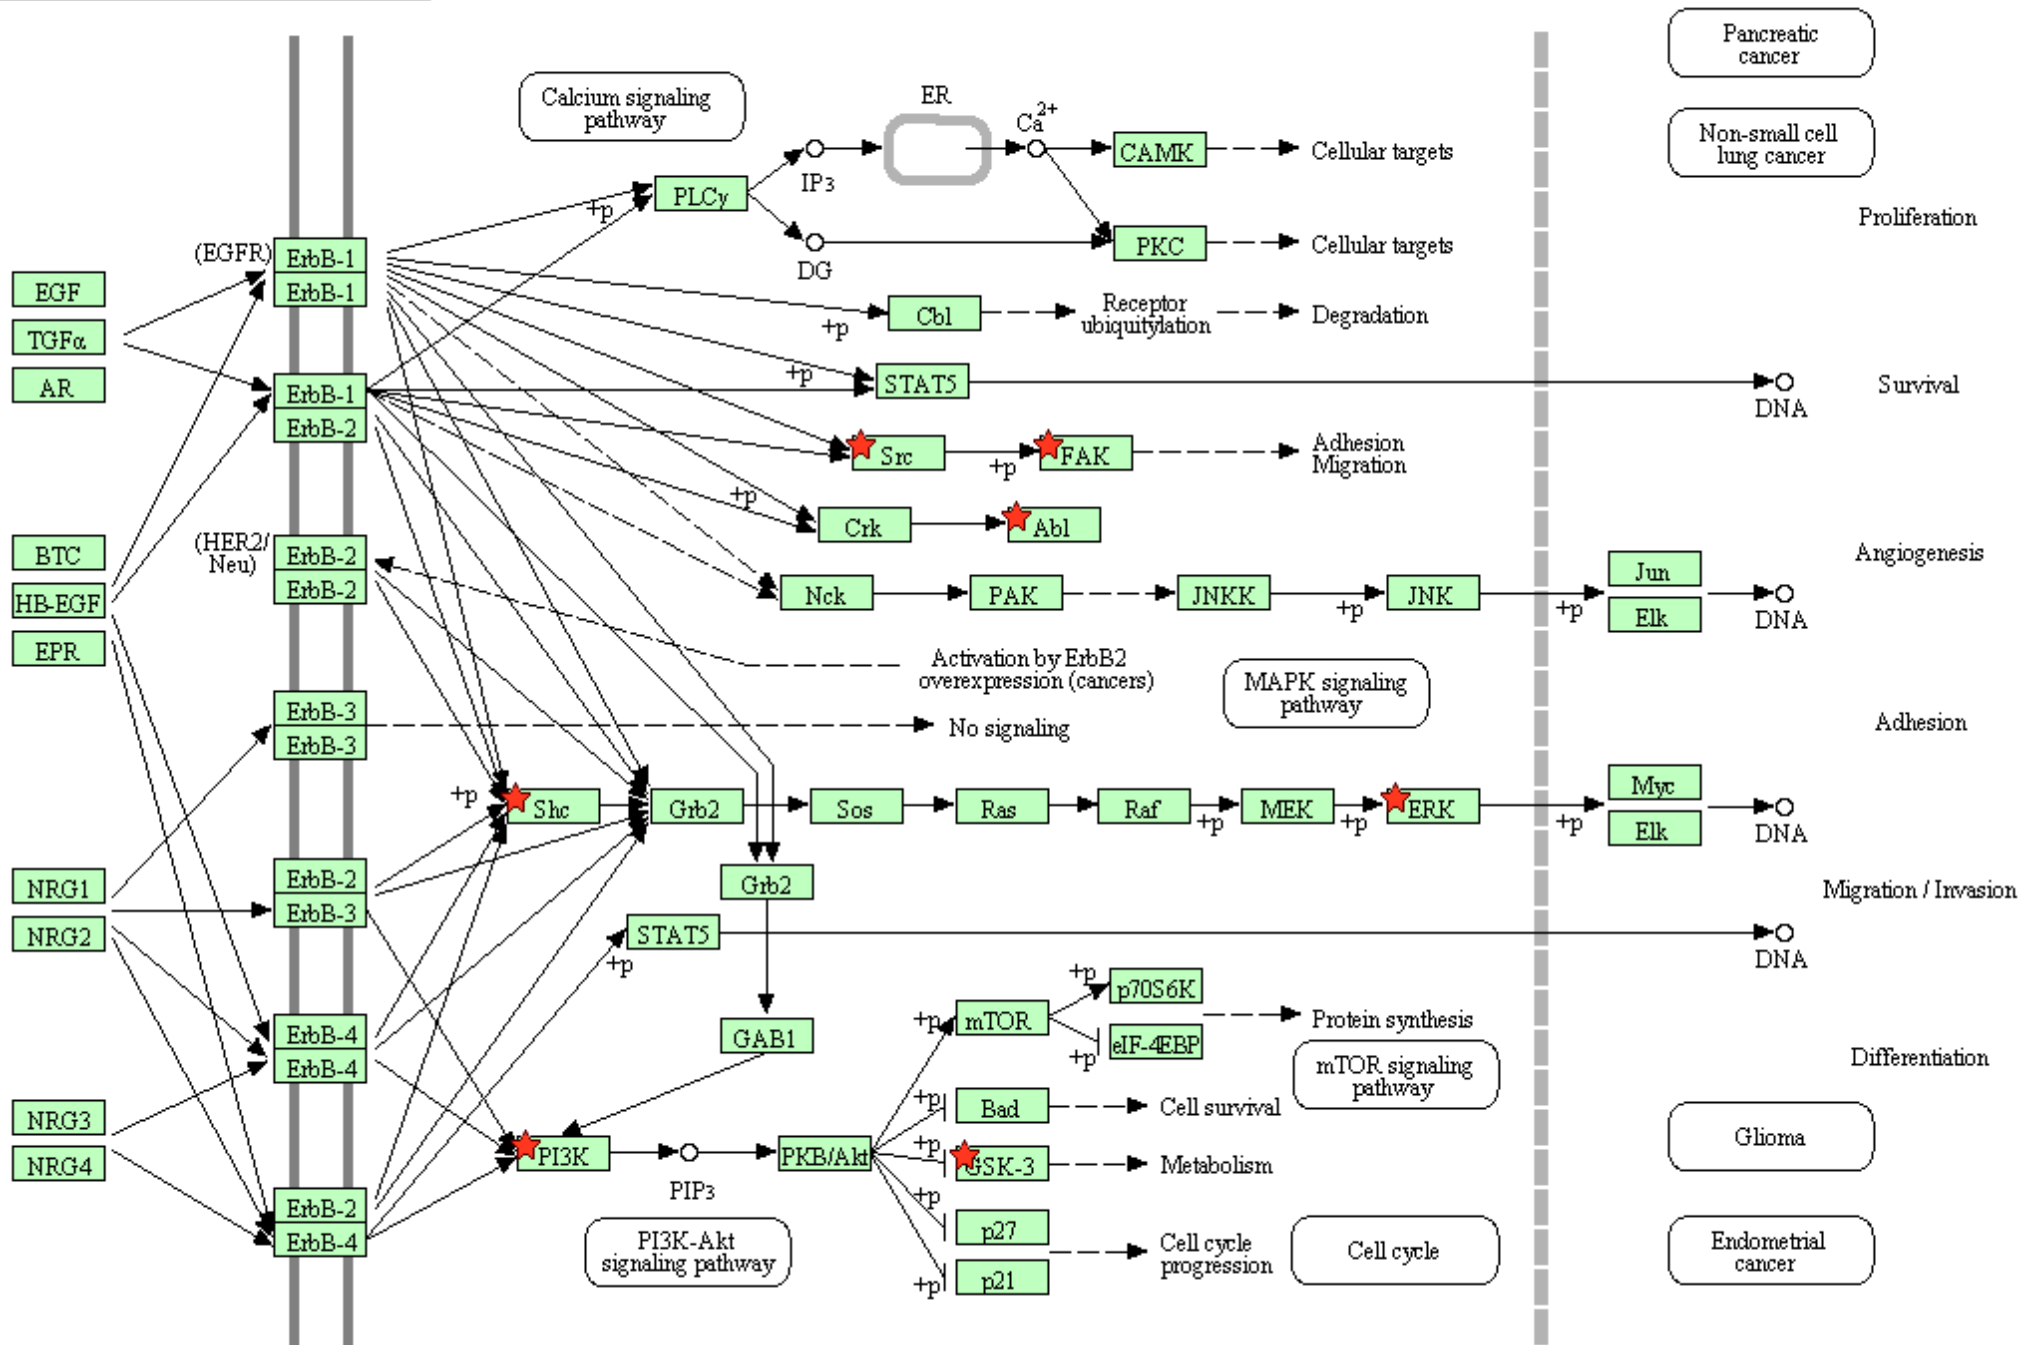 Pancreatic
cancer
Calcium signaling
pathway
ER
Ca2+
CAMK
Cellular targets
Non-small cell
lung cancer
IP3
PLCγ
+p
Proliferation
(EGFR)
ErbB-1
ErbB-1
DG
PKC
Cellular targets
EGF
TGFα
AR
Cbl
+p
Receptor
ubiquitylation
Degradation
ErbB-1
ErbB-2
+p
STAT5
DNA
Survival
Src
+p
FAK
Adhesion
Migration
+p
Crk
Abl
BTC
HB-EGF
EPR
(HER2/
Neu)
ErbB-2
ErbB-2
Nck
PAK
JNKK
+p
JNK
+p
Jun
Elk
DNA
Angiogenesis
Activation by ErbB2
overexpression (cancers)
MAPK signaling
pathway
ErbB-3
ErbB-3
No signaling
Adhesion
+p
Shc
Grb2
Sos
Ras
Raf
+p
MEK
+p
ERK
+p
Myc
Elk
DNA
NRG1
NRG2
ErbB-2
ErbB-3
Grb2
Migration / Invasion
STAT5
+p
DNA
ErbB-4
ErbB-4
GAB1
+p
mTOR
+p
p70S6K
+p
eIF-4EBP
Protein synthesis
mTOR signaling
pathway
Differentiation
NRG3
NRG4
+p
Bad
Cell survival
PI3K
PIP3
PKB/Akt
+p
GSK-3
Metabolism
Glioma
ErbB-2
ErbB-4
PI3K-Akt
signaling pathway
+p
p27
+p
p21
Cell cycle
progression
Cell cycle
Endometrial
cancer